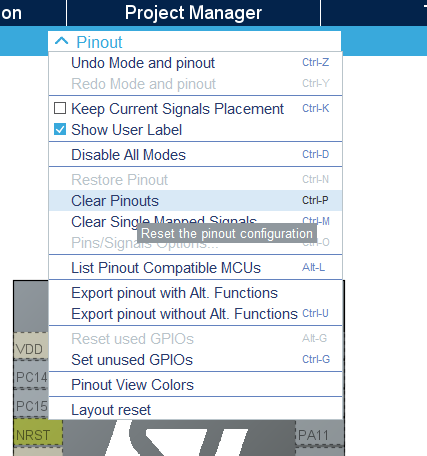 on
Project Manager
Pinout
Undo Mode and pinout Ctrl-Z
Redo Mode and pinout Ctrl-Y
Keep Current Signals Placement Ctrl-K
Show User Label
Disable All Modes Ctrl-D
Restore Pinout Ctrl-N
Clear Pinouts Ctrl-P
Clear Single Mapped Signals Ctrl-M
Reset the pinout configuration
Pins/Signals Options... Ctrl-O
List Pinout Compatible MCUs Alt-L
Export pinout with Alt. Functions
Export pinout without Alt. Functions Ctrl-U
Reset used GPIOs Alt-G
Set unused GPIOs Ctrl-G
Pinout View Colors
Layout reset
VDD
PC14
PC15
NRST
PA11